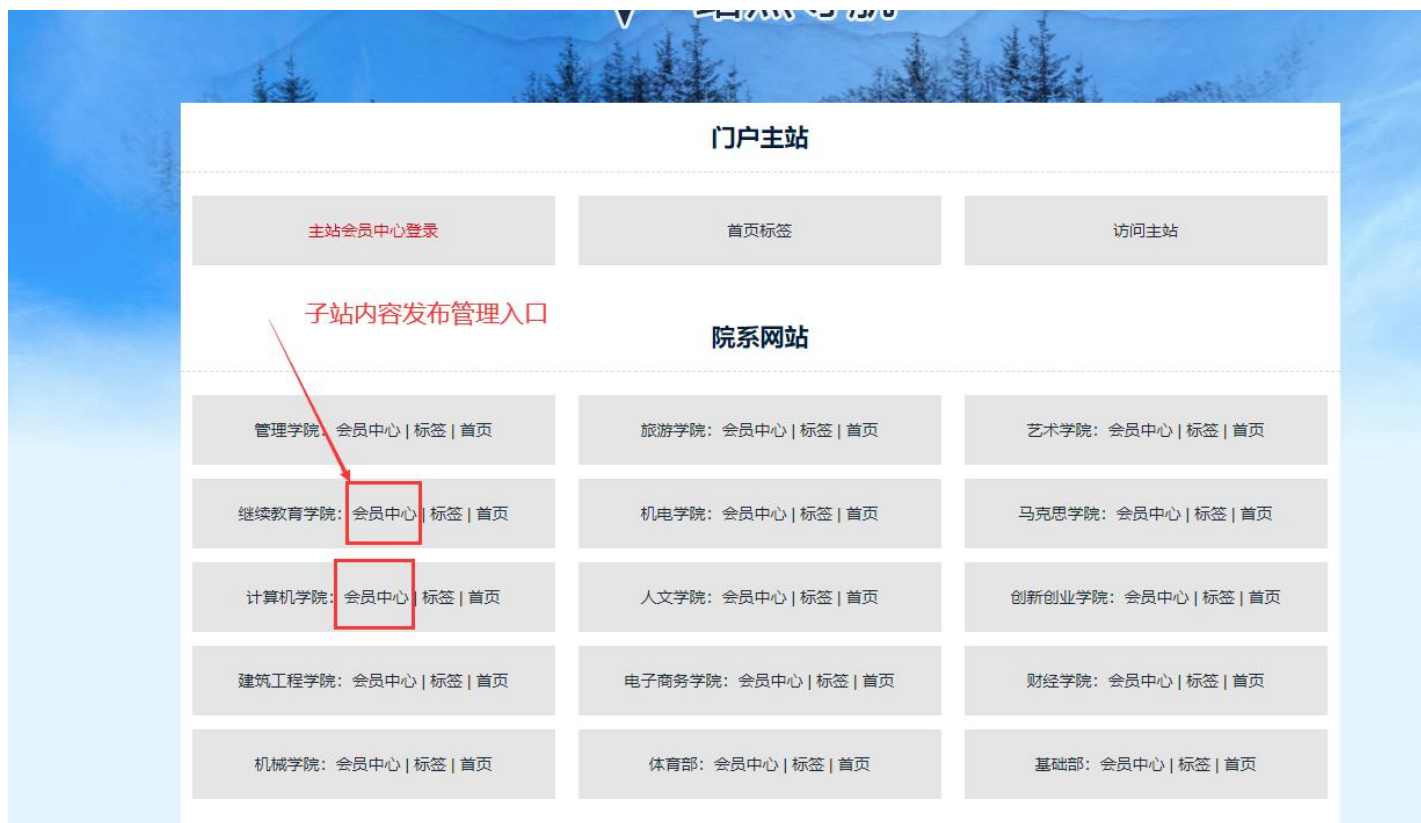 站点导航
门户主站
主站会员中心登录
首页标签
访问主站
子站内容发布管理入口
院系网站
管理学院：会员中心 | 标签 | 首页
旅游学院：会员中心 | 标签 | 首页
艺术学院：会员中心 | 标签 | 首页
继续教育学院：会员中心 | 标签 | 首页
机电学院：会员中心 | 标签 | 首页
马克思学院：会员中心 | 标签 | 首页
计算机学院：会员中心 | 标签 | 首页
人文学院：会员中心 | 标签 | 首页
创新创业学院：会员中心 | 标签 | 首页
建筑工程学院：会员中心 | 标签 | 首页
电子商务学院：会员中心 | 标签 | 首页
财经学院：会员中心 | 标签 | 首页
机械学院：会员中心 | 标签 | 首页
体育部：会员中心 | 标签 | 首页
基础部：会员中心 | 标签 | 首页